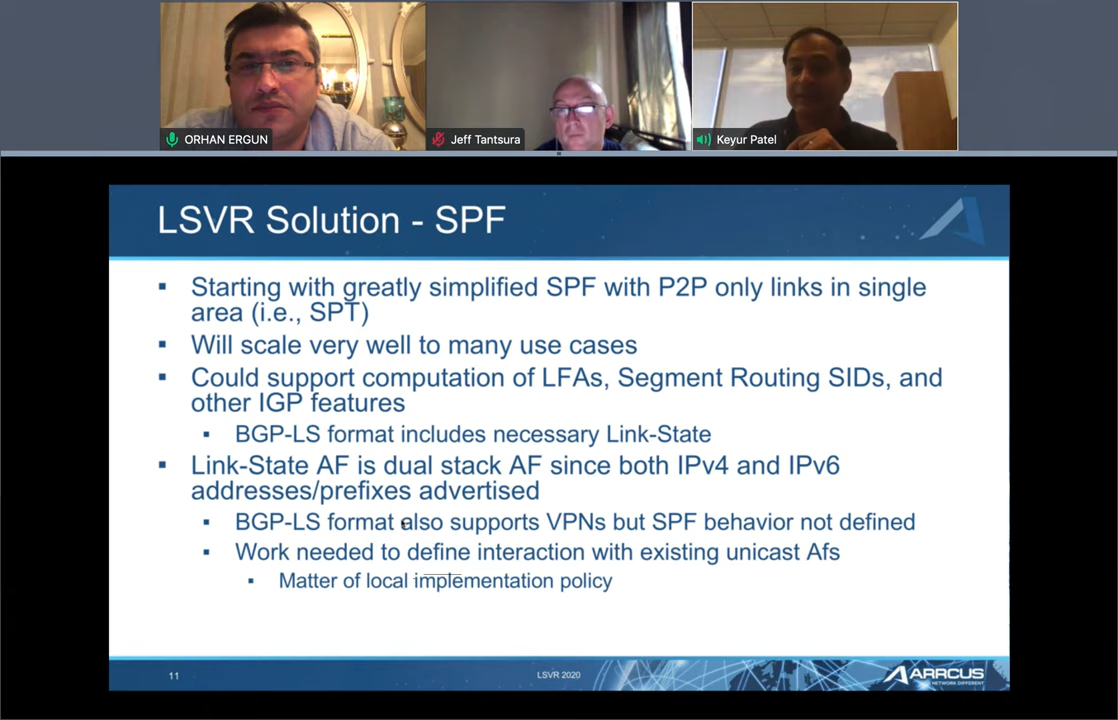 ORHAN ERGUN
Jeff Tantsura
Keyur Patel
LSVR Solution - SPF
Starting with greatly simplified SPF with P2P only links in single
area (i.e., SPT)
Will scale very well to many use cases
Could support computation of LFAs, Segment Routing SIDs, and
other IGP features
BGP-LS format includes necessary Link-State
Link-State AF is dual stack AF since both IPv4 and IPv6
addresses/prefixes advertised
BGP-LS format also supports VPNs but SPF behavior not defined
Work needed to define interaction with existing unicast Afs
Matter of local implementation policy
11
LSVR 2020
ARRCUS
NETWORK DIFFERENT